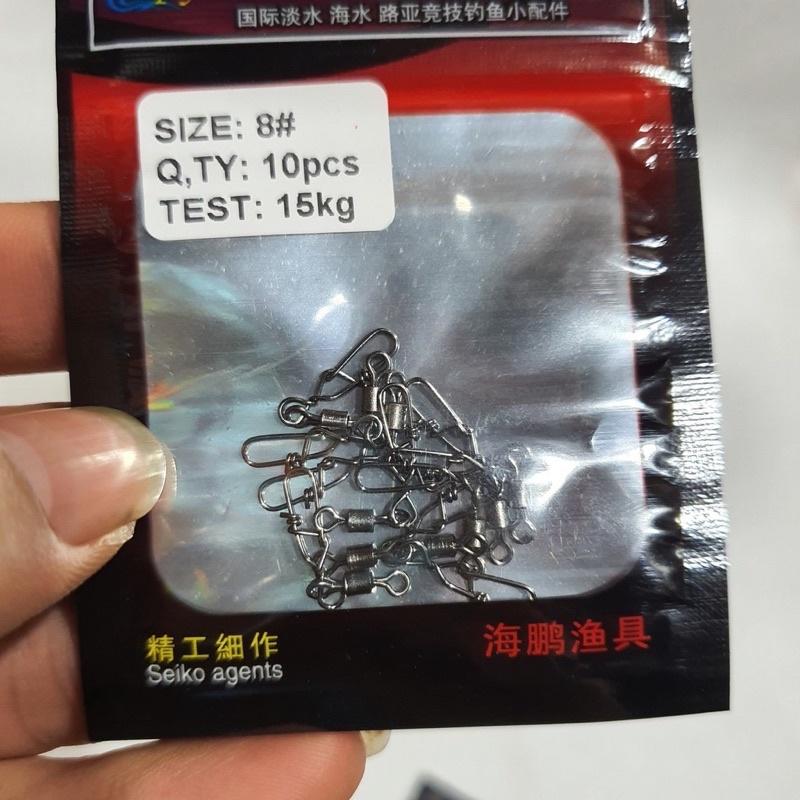 国际淡水 海水 路亚竞技钓鱼小配件
SIZE: 8#
Q,TY: 10pcs
TEST: 15kg
精工細作
Seiko agents
海鹏渔具